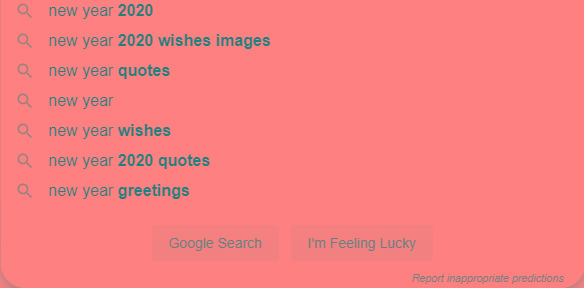 new year 2020
new year 2020 wishes images
new year quotes
new year
new year wishes
new year 2020 quotes
new year greetings
Google Search I'm Feeling Lucky
Report inappropriate predictions